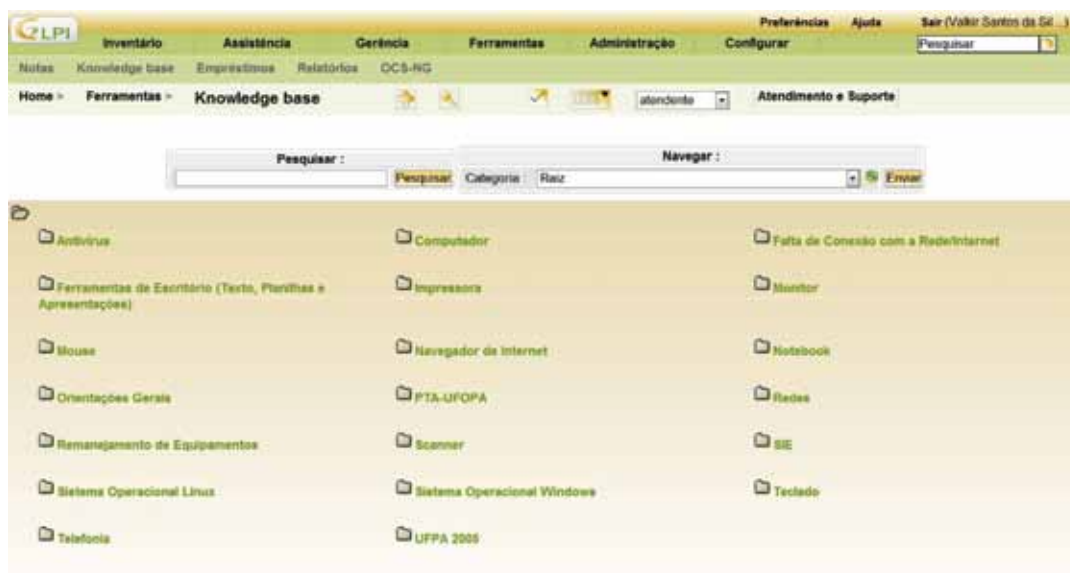 GLPI
Preferências Ajuda Sair (Valkir Santos da Sil ...)
Inventário Assistência Gerência Ferramentas Administração Configurar Pesquisar
Notas Knowledge base Empréstimos Relatórios OCS-NG
Home > Ferramentas > Knowledge base atendente Atendimento e Suporte
Pesquisar : Navegar :
Pesquisar Categoria : Raiz Enviar
Antivirus Computador Falta de Conexão com a Rede/Internet
Ferramentas de Escritório (Texto, Planilhas e Impressora Monitor
Apresentações)
Mouse Navegador de Internet Notebook
Orientações Gerais PTA-UFOPA Redes
Remanejamento de Equipamentos Scanner SIE
Sistema Operacional Linux Sistema Operacional Windows Teclado
Telefonia UFPA 2005